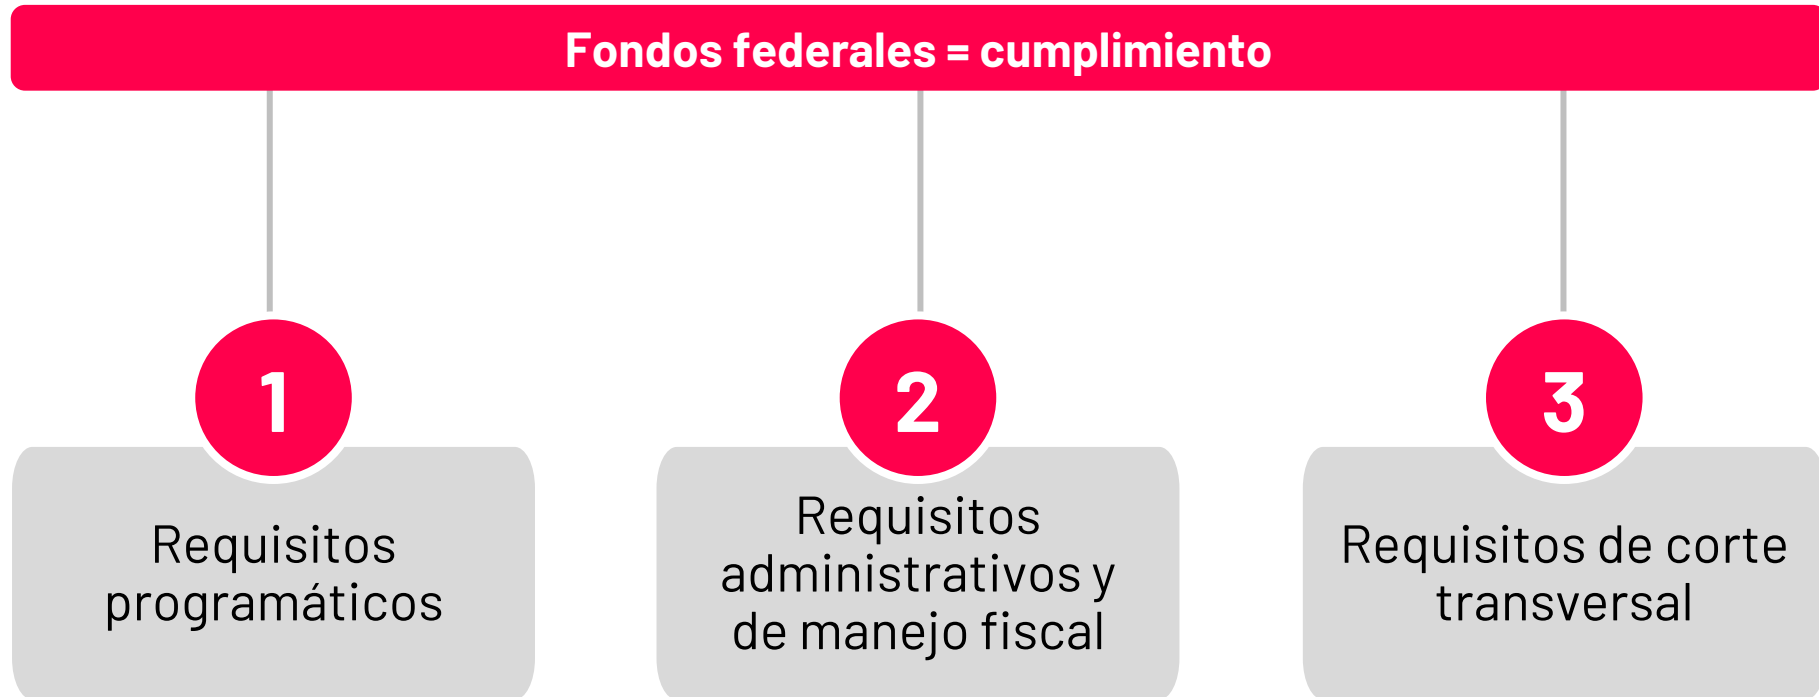 Fondos federales = cumplimiento
1
Requisitos
programáticos
2
Requisitos
administrativos y
de manejo fiscal
3
Requisitos de corte
transversal